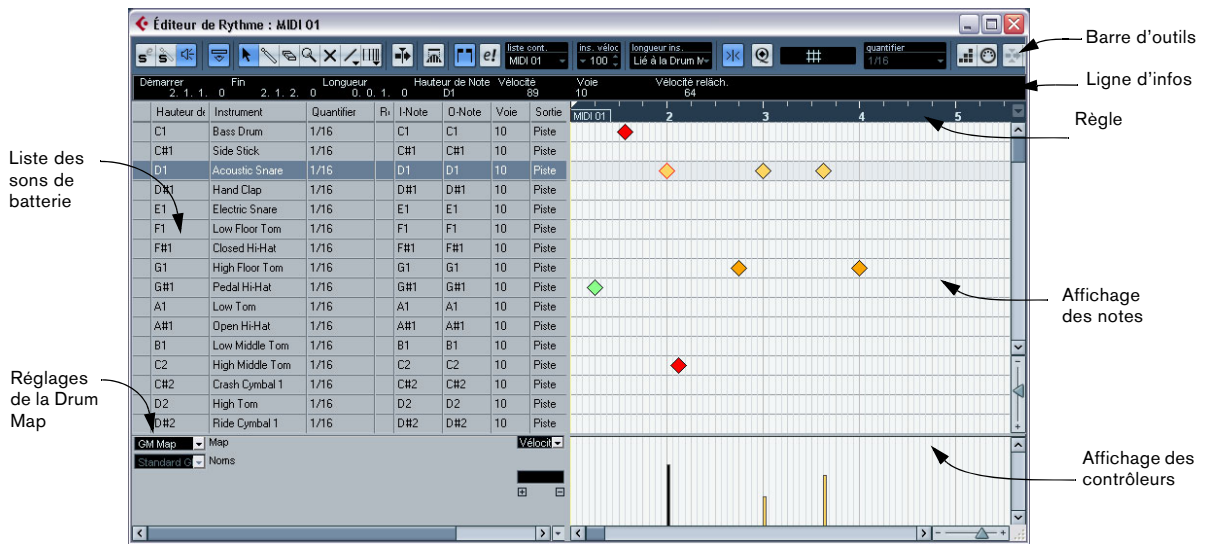 Éditeur de Rythme : MIDI 01
liste cont.
MIDI 01
ins. véloc
100
longueur ins.
Lié à la Drum M
quantifier
1/16
Barre d'outils
Démarrer Fin Longueur Hauteur de Note Vélocité Voie Vélocité relâch.
2. 1. 1. 0 2. 1. 2. 0 0. 0. 1. 0 D1 89 10 64
Ligne d'infos
Hauteur de Instrument Quantifier I-Note O-Note Voie Sortie
MIDI 01 2 3 4 5
Règle
C1 Bass Drum 1/16 C1 C1 10 Piste
C#1 Side Stick 1/16 C#1 C#1 10 Piste
D1 Acoustic Snare 1/16 D1 D1 10 Piste
D#1 Hand Clap 1/16 D#1 D#1 10 Piste
E1 Electric Snare 1/16 E1 E1 10 Piste
F1 Low Floor Tom 1/16 F1 F1 10 Piste
F#1 Closed Hi-Hat 1/16 F#1 F#1 10 Piste
G1 High Floor Tom 1/16 G1 G1 10 Piste
G#1 Pedal Hi-Hat 1/16 G#1 G#1 10 Piste
A1 Low Tom 1/16 A1 A1 10 Piste
A#1 Open Hi-Hat 1/16 A#1 A#1 10 Piste
B1 Low Middle Tom 1/16 B1 B1 10 Piste
C2 High Middle Tom 1/16 C2 C2 10 Piste
C#2 Crash Cymbal 1 1/16 C#2 C#2 10 Piste
D2 High Tom 1/16 D2 D2 10 Piste
D#2 Ride Cymbal 1 1/16 D#2 D#2 10 Piste
Liste des
sons de
batterie
Affichage
des notes
Réglages
de la Drum
Map
GM Map Map
Standard G Noms
Vélocit
Affichage des
contrôleurs